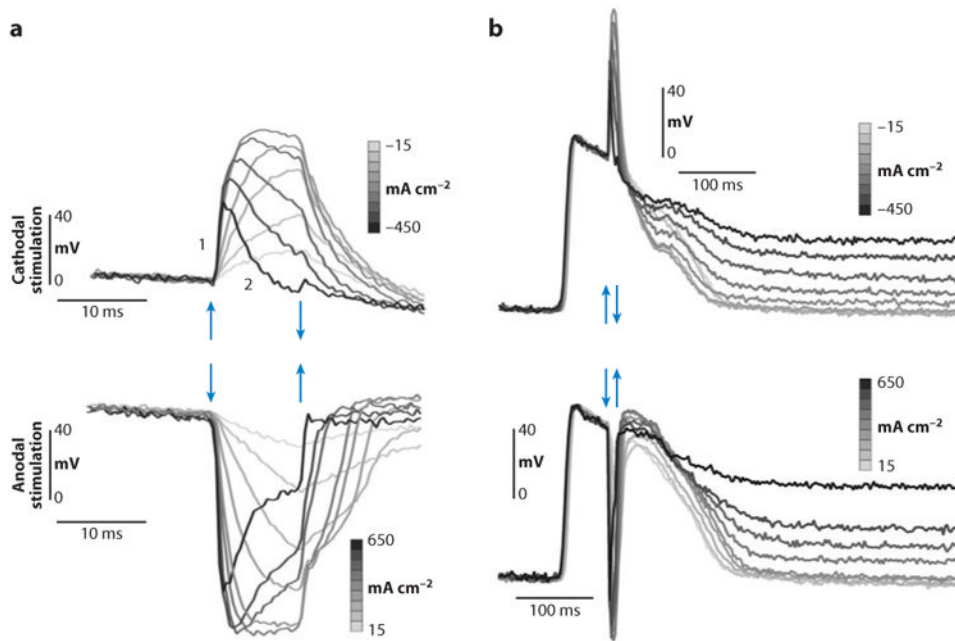 a
b
–15
mA cm–2
–450
40
mV
0
1
2
Cathodal
stimulation
10 ms
40
mV
0
100 ms
–15
mA cm–2
–450
40
mV
0
Anodal
stimulation
10 ms
650
mA cm–2
15
40
mV
0
100 ms
650
mA cm–2
15